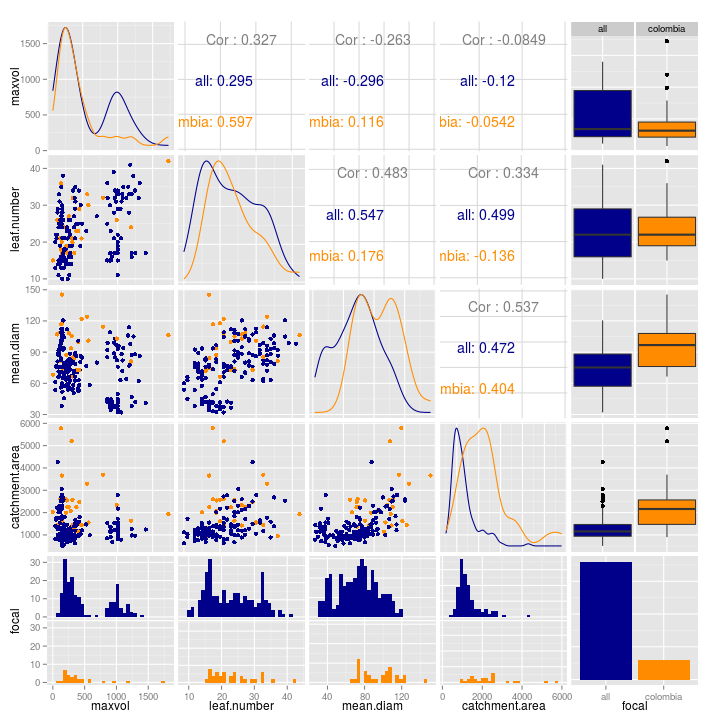 all colombia
maxvol
1500
1000
500
0
Cor : 0.327
all: 0.295
mbia: 0.597
Cor : -0.263
all: -0.296
mbia: 0.116
Cor : -0.0849
all: -0.12
bia: -0.0542
leaf.number
40
30
20
10
Cor : 0.483
all: 0.547
mbia: 0.176
Cor : 0.334
all: 0.499
mbia: -0.136
mean.diam
150
120
90
60
30
Cor : 0.537
all: 0.472
mbia: 0.404
catchment.area
6000
5000
4000
3000
2000
1000
focal
30
20
10
0
30
20
10
0
0 500 1000 1500
10 20 30 40
40 80 120
0 2000 4000 6000
all colombia
maxvol leaf.number mean.diam catchment.area focal